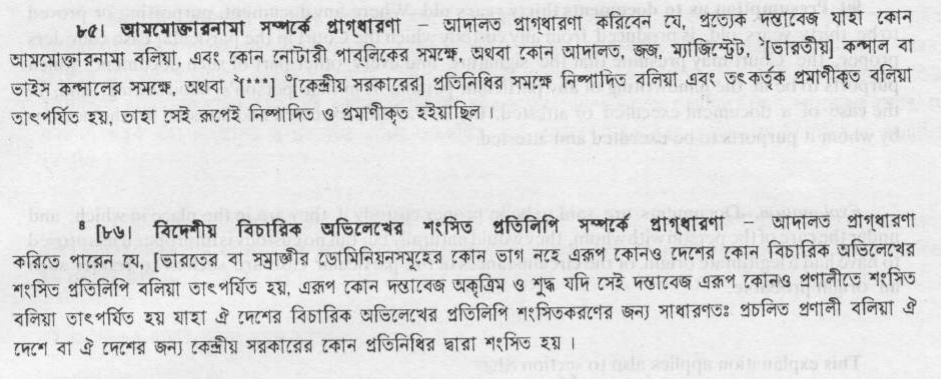 ৮৫। আমমোক্তারনামা সম্পর্কে প্রাগ্ধারণা — আদালত প্রাগধারণা করিবেন যে, প্রত্যেক দস্তাবেজ যাহা কোন
আমমোক্তারনামা বলিয়া, এবং কোন নোটারী পাবলিকের সমক্ষে, অথবা কোন আদালত, জজ, ম্যাজিস্টেট, ¹[ভারতীয়] কন্সাল বা
ভাইস কন্সালের সমক্ষে, অথবা ²[***] ³[কেন্দ্রীয় সরকারের] প্রতিনিধির সমক্ষে নিষ্পাদিত বলিয়া এবং তৎকর্তৃক প্রমাণীকৃত বলিয়া
তাৎপর্যিত হয়, তাহা সেই রূপেই নিষ্পাদিত ও প্রমাণীকৃত হইয়াছিল।
⁪⁴ [৮৬। বিদেশীয় বিচারিক অভিলেখের শংসিত প্রতিলিপি সম্পর্কে প্রাগ্ধারণা — আদালত প্রাগধারণা
করিতে পারেন যে, [ভারতের বা সম্রাজ্ঞীর ডোমিনিয়নসমূহের কোন ভাগ নহে এরূপ কোনও দেশের কোন বিচারিক অভিলেখের
শংসিত প্রতিলিপি বলিয়া তাৎপর্যিত হয়, এরূপ কোন দস্তাবেজ অকৃত্রিম ও শুদ্ধ যদি সেই দস্তাবেজ এরূপ কোনও প্রণালীতে শংসিত
বলিয়া তাৎপর্যিত হয় যাহা ঐ দেশের বিচারিক অভিলেখের প্রতিলিপি শংসিতকরণের জন্য সাধারণতঃ প্রচলিত প্রণালী বলিয়া ঐ
দেশে বা ঐ দেশের জন্য কেন্দ্রীয় সরকারের কোন প্রতিনিধির দ্বারা শংসিত হয় ।